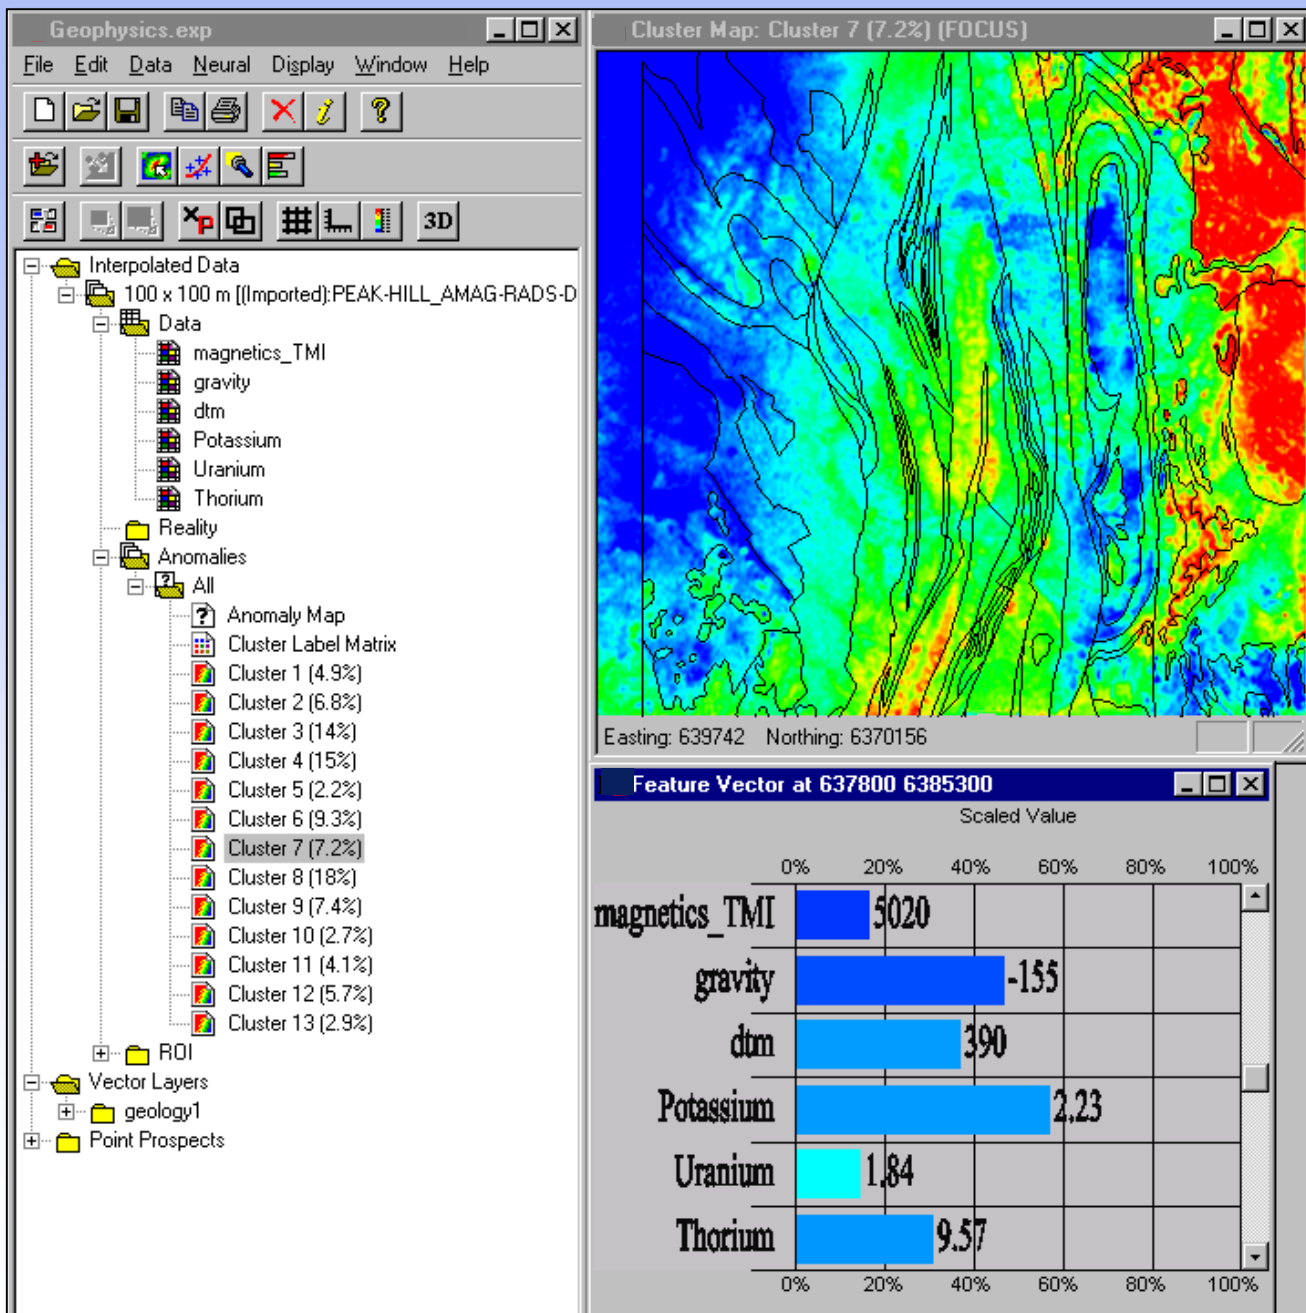 Geophysics.exp
File Edit Data Neural Display Window Help
3D
Interpolated Data
100 x 100 m [(Imported):PEAK-HILL_AMAG-RADS-D
Data
magnetics_TMI
gravity
dtm
Potassium
Uranium
Thorium
Reality
Anomalies
All
Anomaly Map
Cluster Label Matrix
Cluster 1 (4.9%)
Cluster 2 (6.8%)
Cluster 3 (14%)
Cluster 4 (15%)
Cluster 5 (2.2%)
Cluster 6 (9.3%)
Cluster 7 (7.2%)
Cluster 8 (18%)
Cluster 9 (7.4%)
Cluster 10 (2.7%)
Cluster 11 (4.1%)
Cluster 12 (5.7%)
Cluster 13 (2.9%)
ROI
Vector Layers
geology1
Point Prospects
Cluster Map: Cluster 7 (7.2%) (FOCUS)
Easting: 639742 Northing: 6370156
Feature Vector at 637800 6385300
Scaled Value
0% 20% 40% 60% 80% 100%
magnetics_TMI 5020
gravity -155
dtm 390
Potassium 2.23
Uranium 1.84
Thorium 9.57
0% 20% 40% 60% 80% 100%